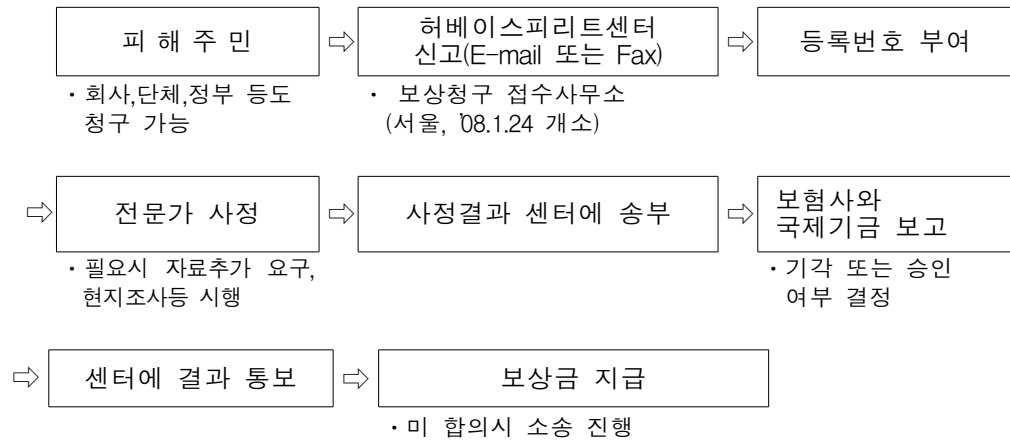 피 해 주 민
⇨
허베이스피리트센터
신고(E-mail 또는 Fax)
⇨
등록번호 부여
· 회사,단체,정부 등도
청구 가능
· 보상청구 접수사무소
(서울, '08.1.24 개소)
⇨
전문가 사정
⇨
사정결과 센터에 송부
⇨
보험사와
국제기금 보고
· 필요시 자료추가 요구,
현지조사등 시행
· 기각 또는 승인
여부 결정
⇨
센터에 결과 통보
⇨
보상금 지급
· 미 합의시 소송 진행